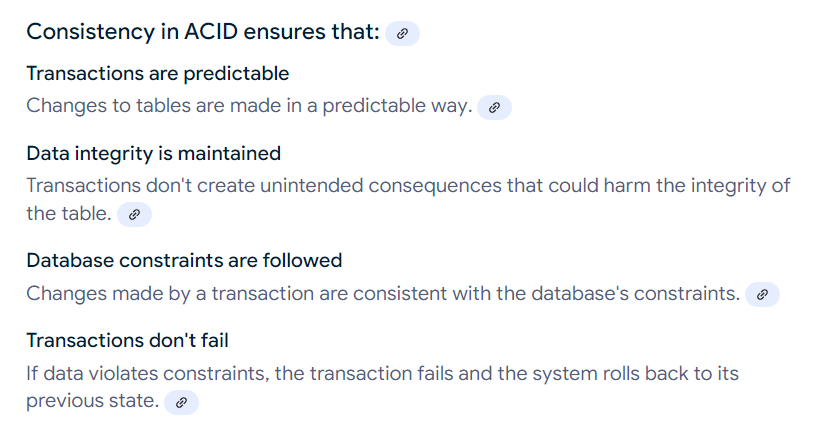 Consistency in ACID ensures that:
Transactions are predictable
Changes to tables are made in a predictable way.
Data integrity is maintained
Transactions don't create unintended consequences that could harm the integrity of
the table.
Database constraints are followed
Changes made by a transaction are consistent with the database's constraints.
Transactions don't fail
If data violates constraints, the transaction fails and the system rolls back to its
previous state.